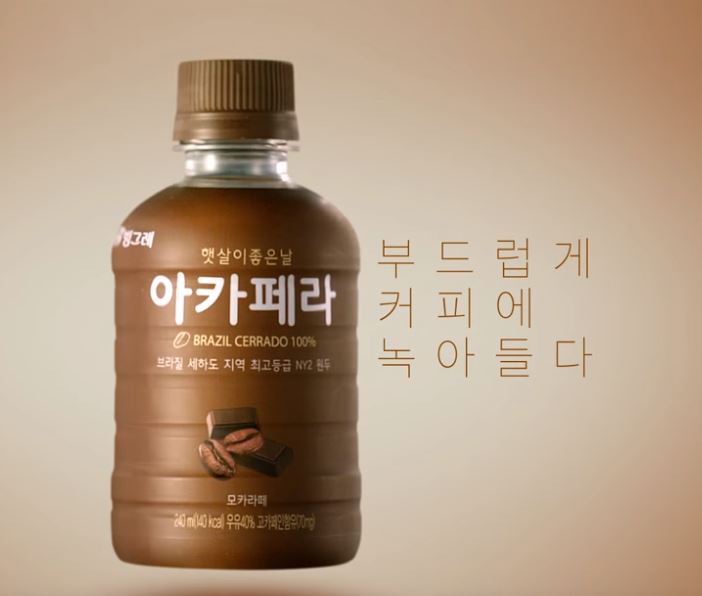 빙그레
햇살이좋은날
아카페라
BRAZIL CERRADO 100%
브라질 세하도 지역 최고등급 NY2 원두
모카라떼
240 ml(140 kcal) 우유40% 고카페인함유(70mg)
부드럽게
커피에
녹아들다